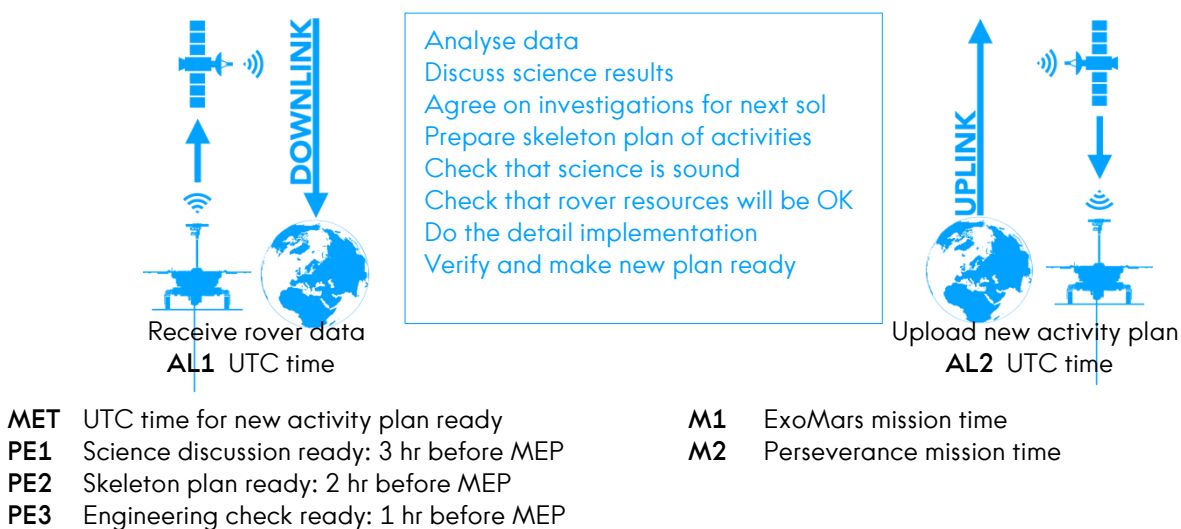 DOWNLINK
Analyse data
Discuss science results
Agree on investigations for next sol
Prepare skeleton plan of activities
Check that science is sound
Check that rover resources will be OK
Do the detail implementation
Verify and make new plan ready
UPLINK
Receive rover data
AL1 UTC time
Upload new activity plan
AL2 UTC time
MET UTC time for new activity plan ready
PE1 Science discussion ready: 3 hr before MEP
PE2 Skeleton plan ready: 2 hr before MEP
PE3 Engineering check ready: 1 hr before MEP
M1 ExoMars mission time
M2 Perseverance mission time